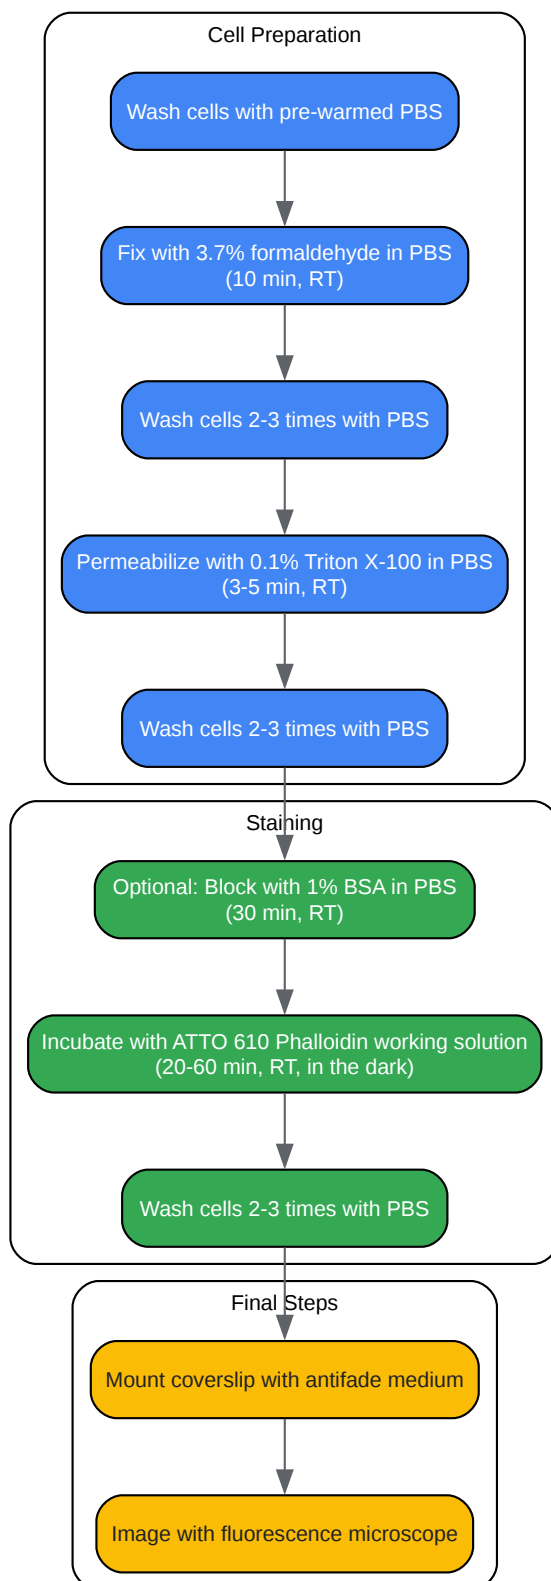 Cell Preparation
Wash cells with pre-warmed PBS
Fix with 3.7% formaldehyde in PBS
(10 min, RT)
Wash cells 2-3 times with PBS
Permeabilize with 0.1% Triton X-100 in PBS
(3-5 min, RT)
Wash cells 2-3 times with PBS
Staining
Optional: Block with 1% BSA in PBS
(30 min, RT)
Incubate with ATTO 610 Phalloidin working solution
(20-60 min, RT, in the dark)
Wash cells 2-3 times with PBS
Final Steps
Mount coverslip with antifade medium
Image with fluorescence microscope